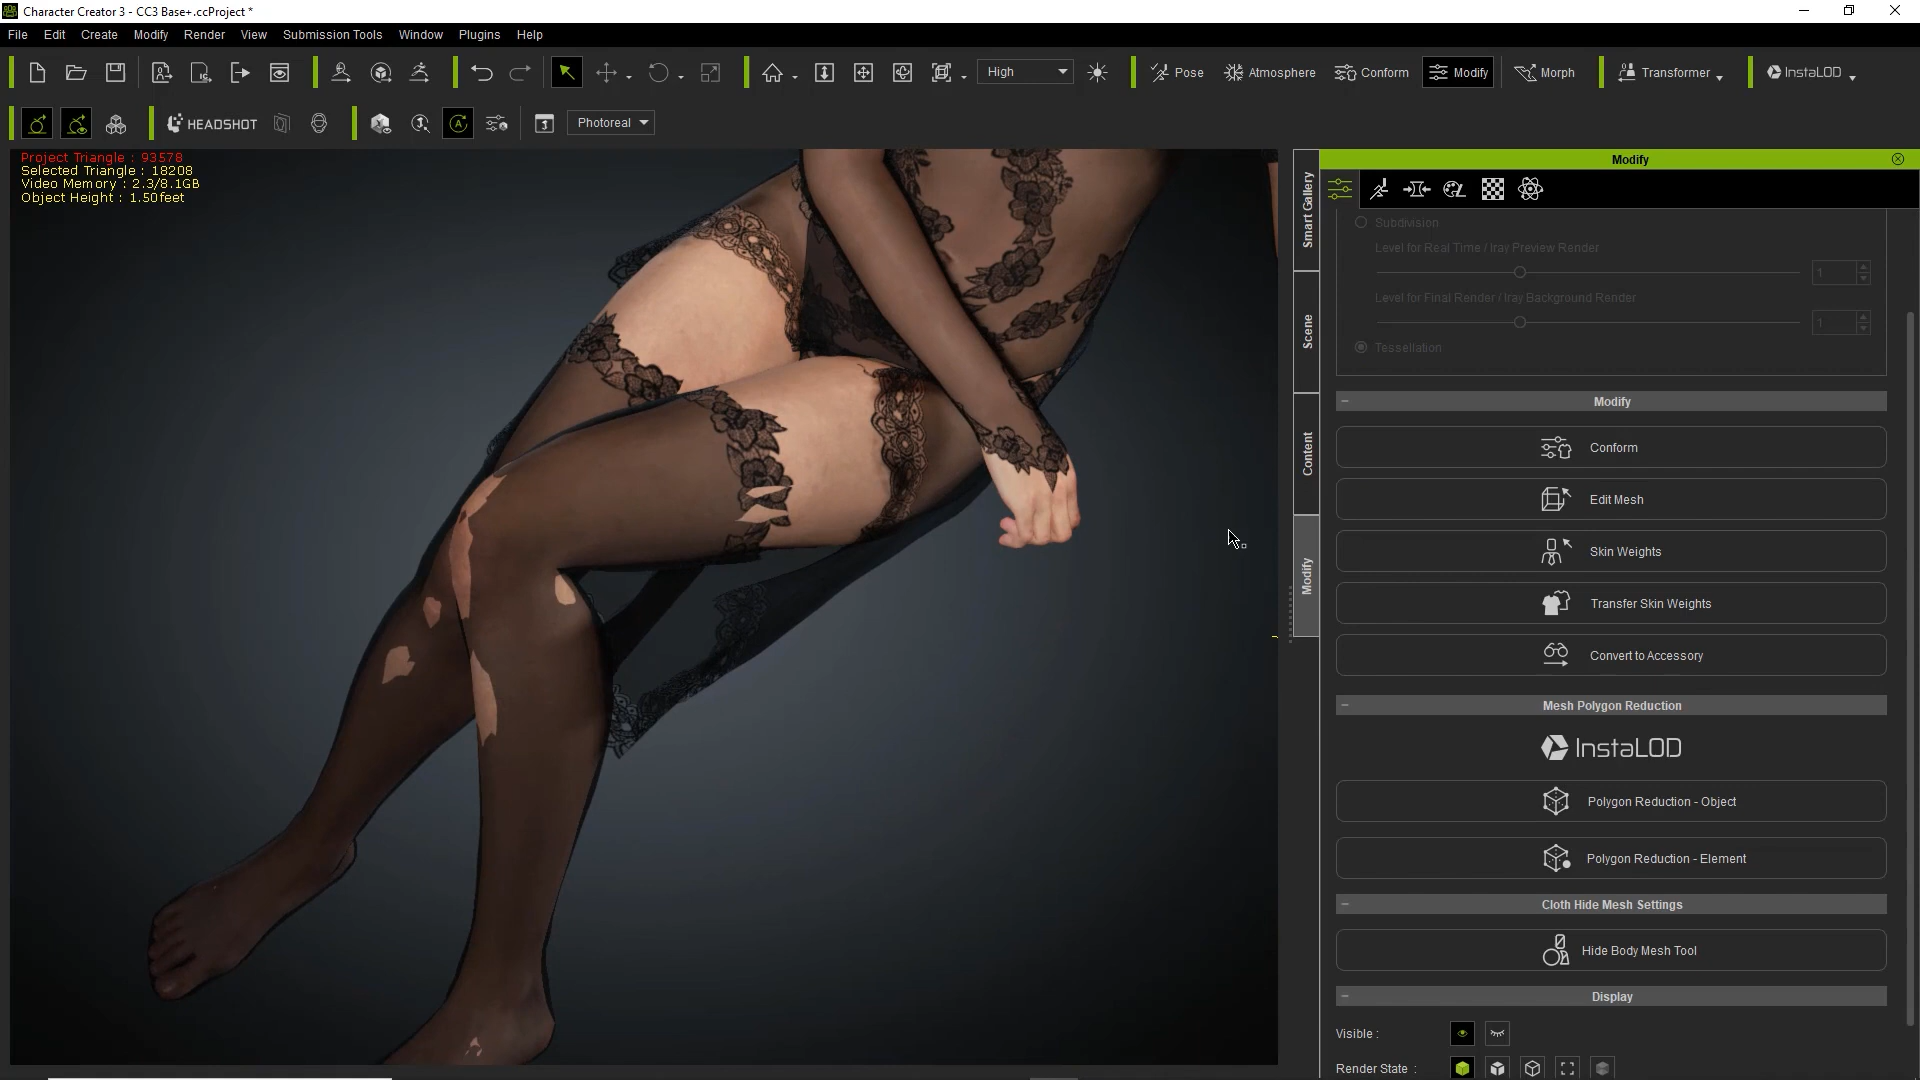 Character Creator 3 - CC3 Base+.ccProject *
File Edit Create Modify Render View Submission Tools Window Plugins Help
High Pose Atmosphere Conform Modify Morph Transformer InstaLOD
HEADSHOT Photoreal
Project Triangle : 93578
Selected Triangle : 18208
Video Memory : 2.3/8.1GB
Object Height : 1.50feet
Smart Gallery
Scene
Content
Modify
Modify
Subdivision
Level for Real Time / Iray Preview Render
1
Level for Final Render / Iray Background Render
1
Tessellation
Modify
Conform
Edit Mesh
Skin Weights
Transfer Skin Weights
Convert to Accessory
Mesh Polygon Reduction
InstaLOD
Polygon Reduction - Object
Polygon Reduction - Element
Cloth Hide Mesh Settings
Hide Body Mesh Tool
Display
Visible :
Render State :